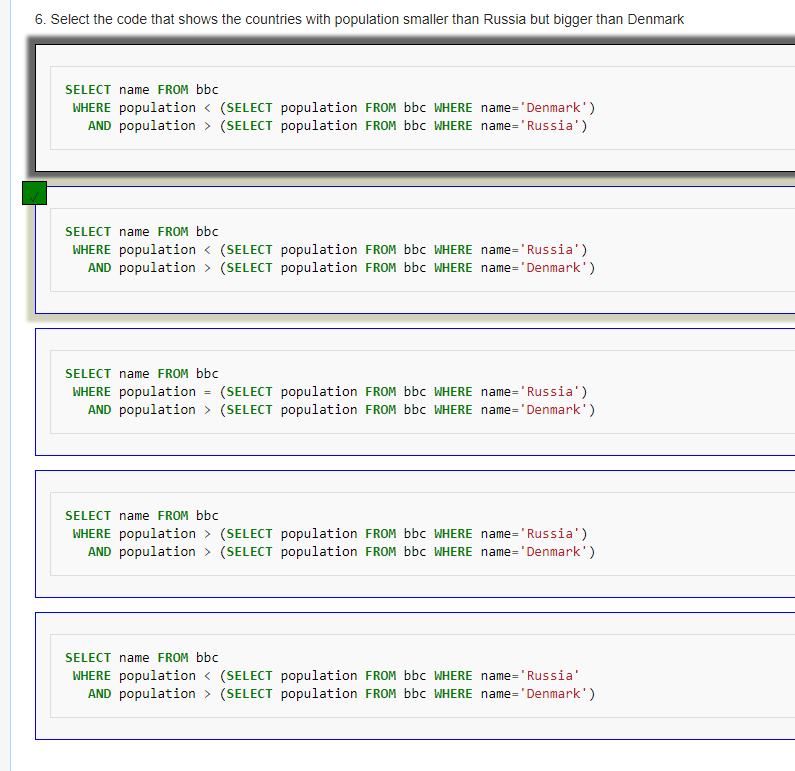 6. Select the code that shows the countries with population smaller than Russia but bigger than Denmark
SELECT name FROM bbc
WHERE population < (SELECT population FROM bbc WHERE name='Denmark')
AND population > (SELECT population FROM bbc WHERE name='Russia')
✓
SELECT name FROM bbc
WHERE population < (SELECT population FROM bbc WHERE name='Russia')
AND population > (SELECT population FROM bbc WHERE name='Denmark')
SELECT name FROM bbc
WHERE population = (SELECT population FROM bbc WHERE name='Russia')
AND population > (SELECT population FROM bbc WHERE name='Denmark')
SELECT name FROM bbc
WHERE population > (SELECT population FROM bbc WHERE name='Russia')
AND population > (SELECT population FROM bbc WHERE name='Denmark')
SELECT name FROM bbc
WHERE population < (SELECT population FROM bbc WHERE name='Russia'
AND population > (SELECT population FROM bbc WHERE name='Denmark')